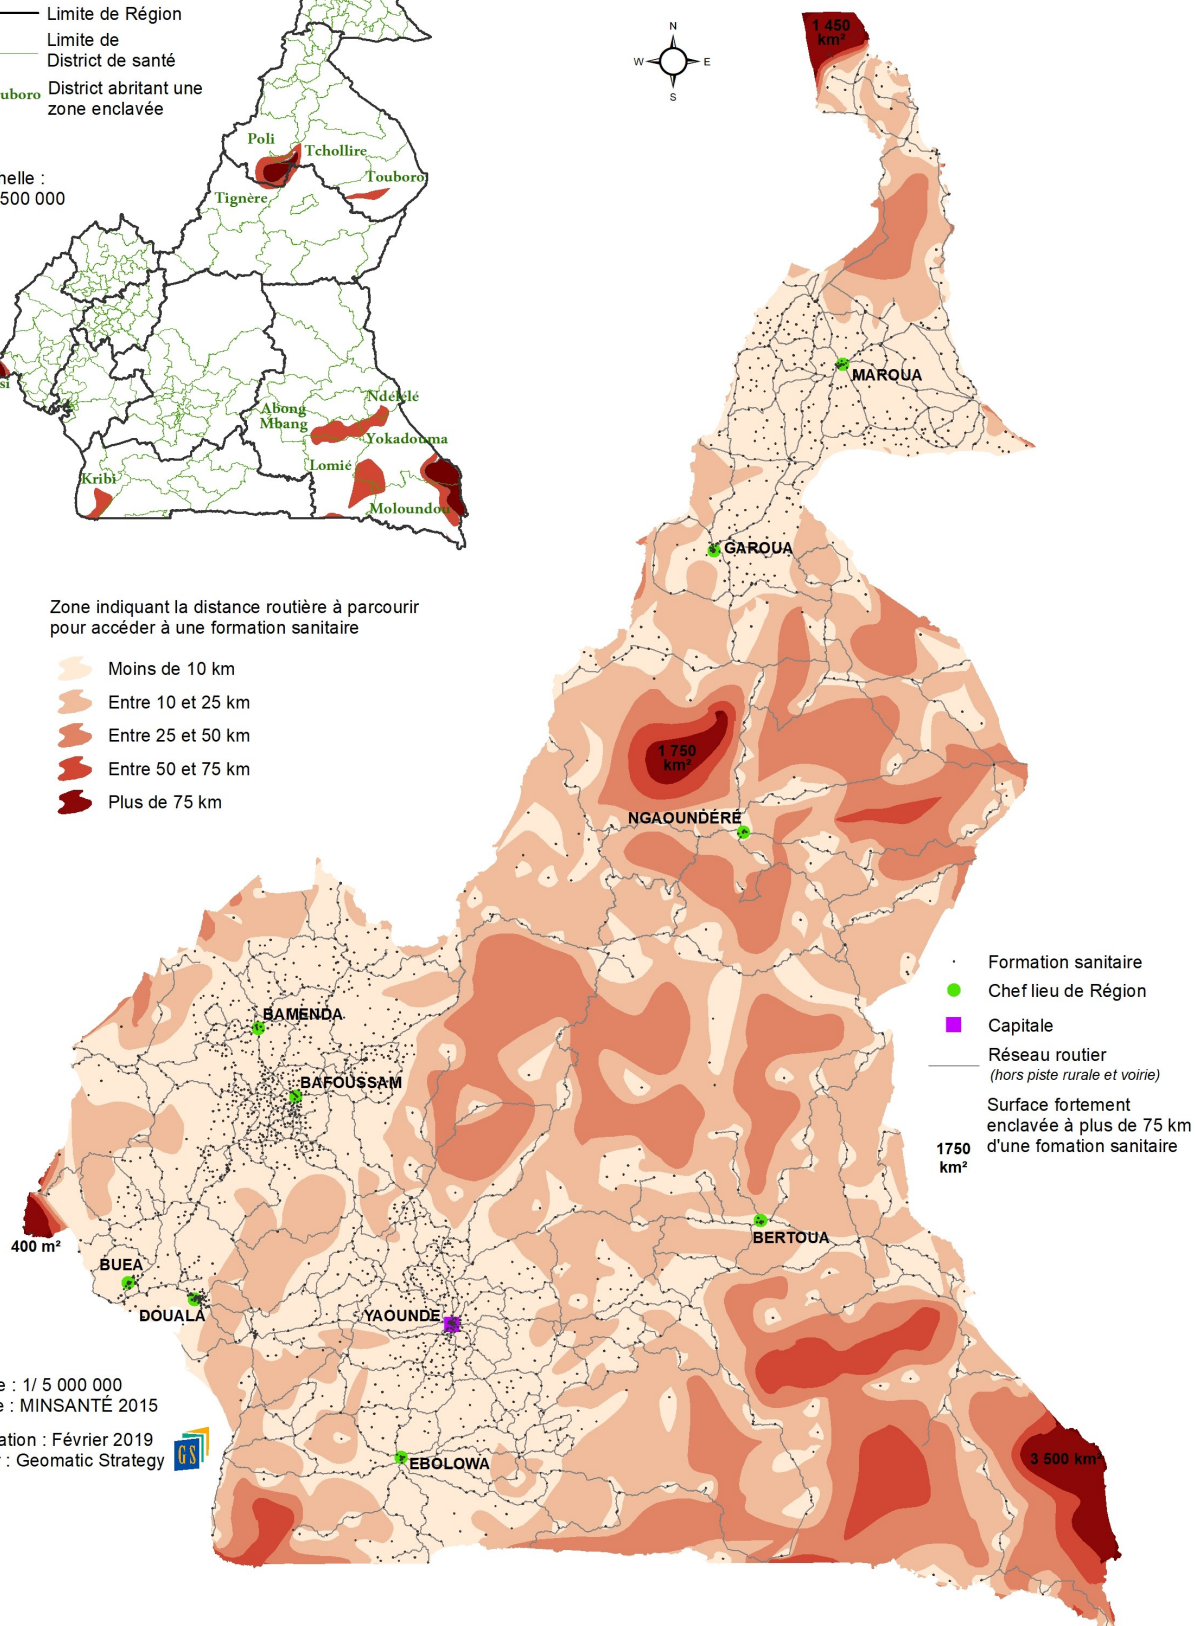 Limite de Région
Limite de
District de santé
uboro
District abritant une
zone enclavée
nelle :
500 000
Poli
Tchollire
Touboro
Tignère
si
Ndélélé
Abong
Mbang
Yokadouma
Lomié
Kribi
Moloundou
N
W
E
S
1 450
km²
MAROUA
GAROUA
Zone indiquant la distance routière à parcourir
pour accéder à une formation sanitaire
Moins de 10 km
Entre 10 et 25 km
Entre 25 et 50 km
Entre 50 et 75 km
Plus de 75 km
1 750
km²
NGAOUNDÉRÉ
Formation sanitaire
Chef lieu de Région
Capitale
Réseau routier
(hors piste rurale et voirie)
Surface fortement
enclavée à plus de 75 km
d'une fomation sanitaire
1750
km²
BAMENDA
BAFOUSSAM
400 m²
BUEA
DOUALA
YAOUNDE
BERTOUA
EBOLOWA
3 500 km²
e : 1/ 5 000 000
e : MINSANTÉ 2015
ation : Février 2019
r : Geomatic Strategy
GS